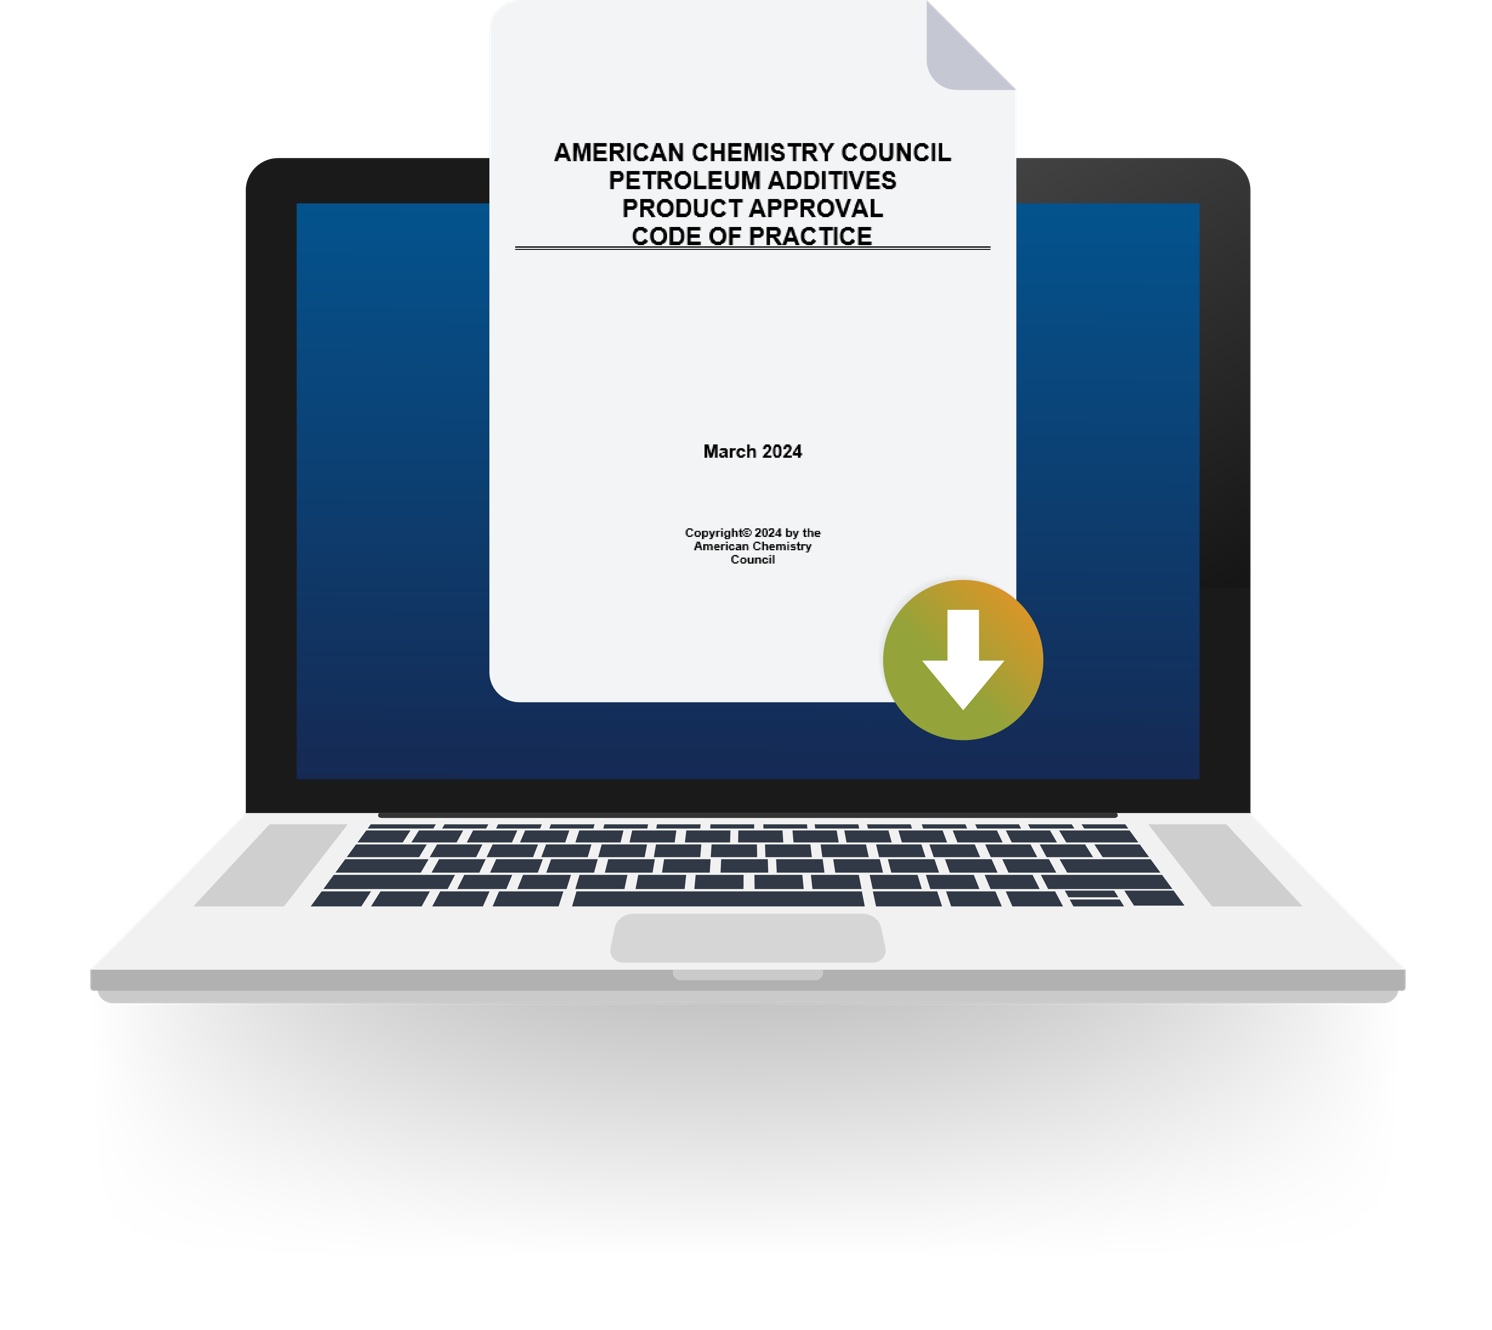 AMERICAN CHEMISTRY COUNCIL
PETROLEUM ADDITIVES
PRODUCT APPROVAL
CODE OF PRACTICE
March 2024
Copyright© 2024 by the
American Chemistry
Council